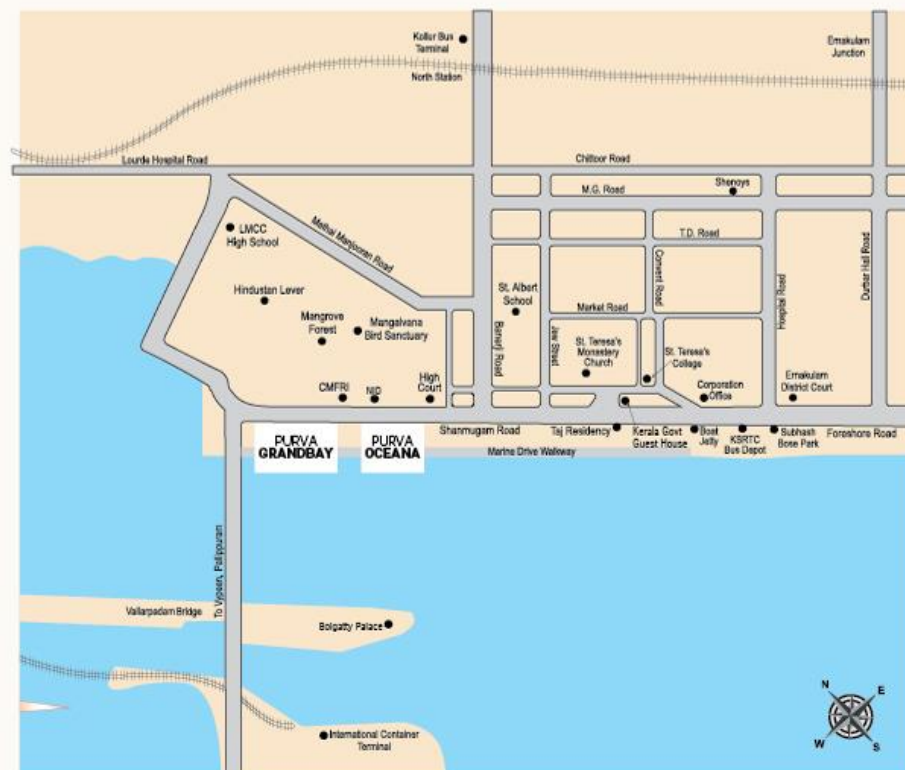 Kollur Bus
Terminal
Ernakulam
Junction
North Station
Lourde Hospital Road
Chittoor Road
M.G. Road
Shenoys
LMCC
High School
Mathai Manjooran Road
T.D. Road
Convent Road
Hospital Road
Durbar Hall Road
Hindustan Lever
St. Albert
School
Market Road
Mangrove
Forest
Mangalvana
Bird Sanctuary
Banerji Road
Jew Street
St. Teresa's
Monastery
Church
St. Teresa's
College
CMFRI
NIO
High
Court
Corporation
Office
Ernakulam
District Court
PURVA
GRANDBAY
PURVA
OCEANA
Shanmugam Road
Taj Residency
Kerala Govt
Guest House
Boat
Jetty
KSRTC
Bus Depot
Subhash
Bose Park
Foreshore Road
Marine Drive Walkway
To Vypeen, Pallippuram
Vallarpadam Bridge
Bolgatty Palace
International Container
Terminal
N
E
W
S